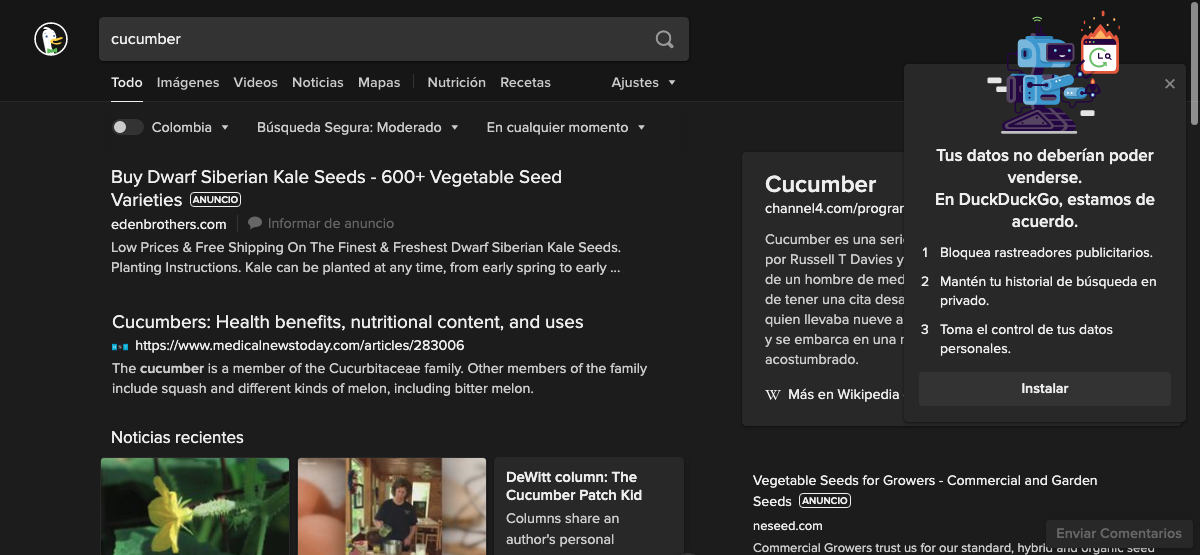 cucumber
Todo Imágenes Videos Noticias Mapas Nutrición Recetas Ajustes
Colombia Búsqueda Segura: Moderado En cualquier momento
Buy Dwarf Siberian Kale Seeds - 600+ Vegetable Seed
Varieties ANUNCIO
edenbrothers.com Informar de anuncio
Low Prices & Free Shipping On The Finest & Freshest Dwarf Siberian Kale Seeds.
Planting Instructions. Kale can be planted at any time, from early spring to early ...
Cucumbers: Health benefits, nutritional content, and uses
https://www.medicalnewstoday.com/articles/283006
The cucumber is a member of the Cucurbitaceae family. Other members of the family
include squash and different kinds of melon, including bitter melon.
Noticias recientes
DeWitt column: The
Cucumber Patch Kid
Columns share an
author's personal
Cucumber
channel4.com/program
Cucumber es una seri
por Russell T Davies y
de un hombre de med
de tener una cita desa
quien llevaba nueve a
y se embarca en una
acostumbrado.
W Más en Wikipedia
Tus datos no deberían poder
venderse.
En DuckDuckGo, estamos de
acuerdo.
1 Bloquea rastreadores publicitarios.
2 Mantén tu historial de búsqueda en
privado.
3 Toma el control de tus datos
personales.
Instalar
Vegetable Seeds for Growers - Commercial and Garden
Seeds ANUNCIO
neseed.com
Commercial Growers trust us for our standard, hybrid and organic seed
Enviar Comentarios